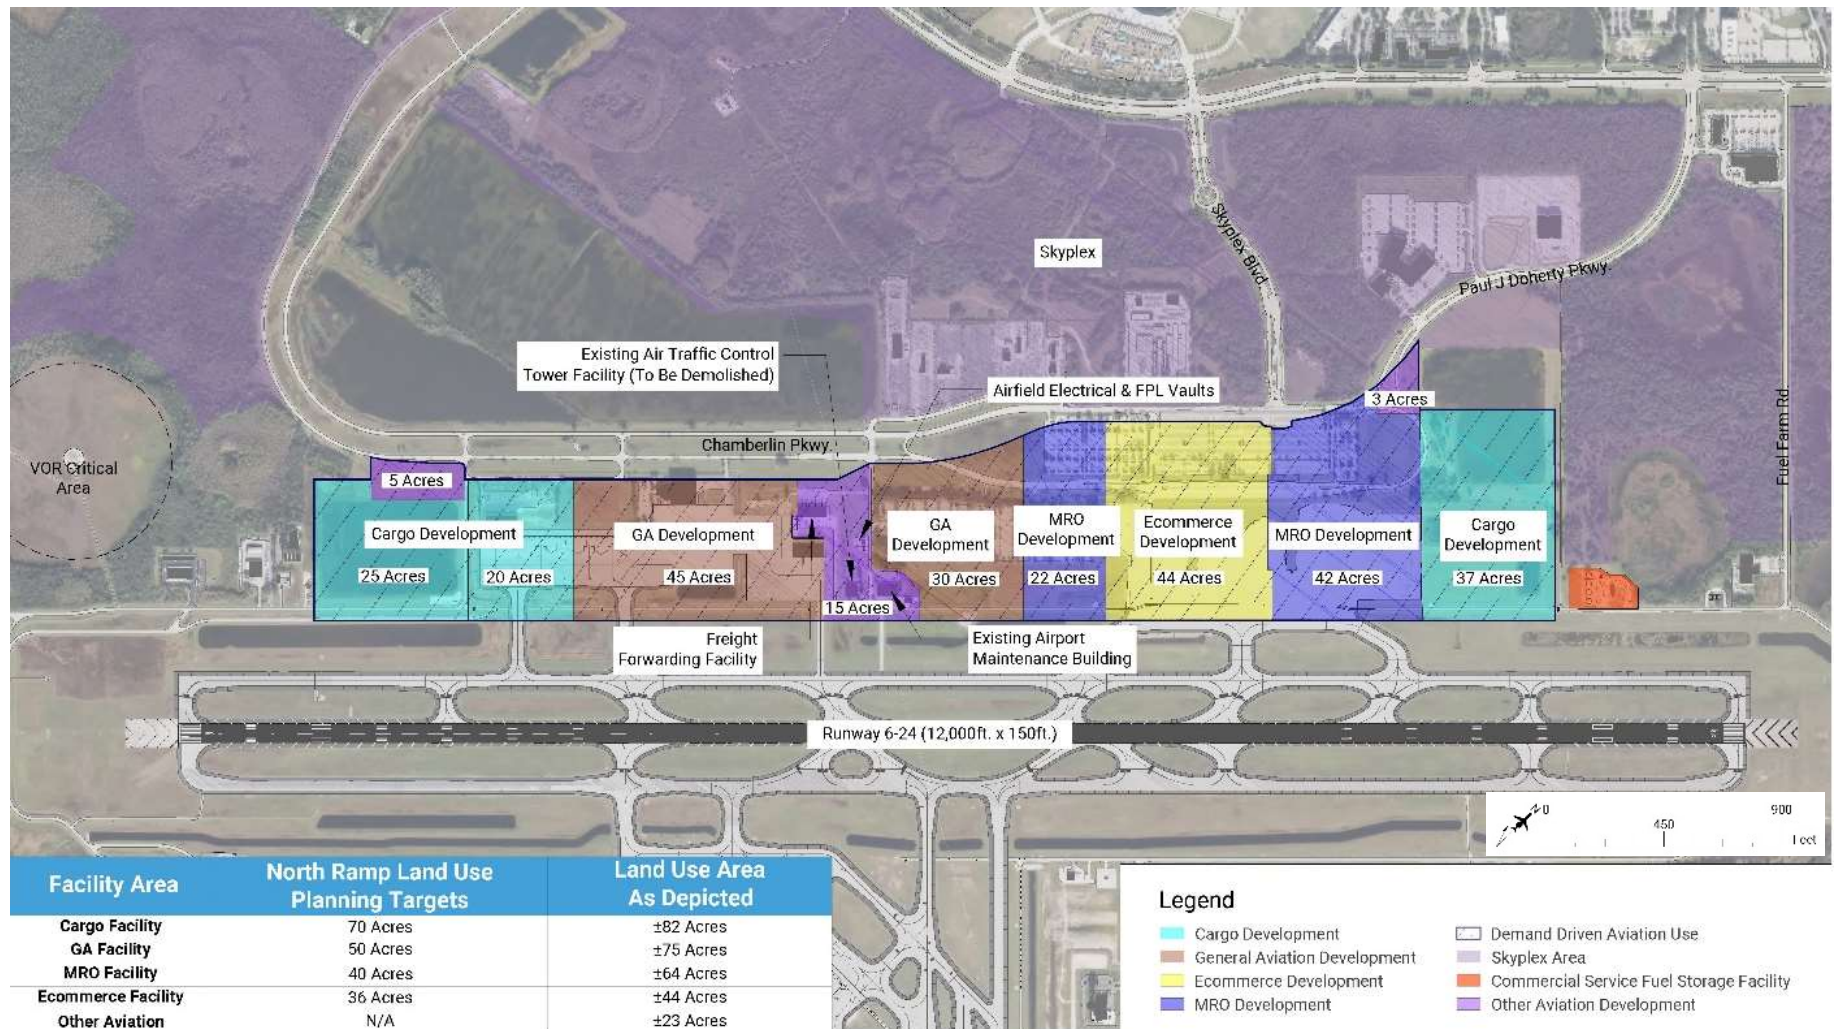 Skyplex
Skyplex Blvd.
Paul J Doherty Pkwy.
Existing Air Traffic Control
Tower Facility (To Be Demolished)
Airfield Electrical & FPL Vaults
3 Acres
Fuel Farm Rd.
Chamberlin Pkwy.
VOR Critical
Area
5 Acres
Cargo Development
25 Acres
20 Acres
GA Development
45 Acres
15 Acres
GA
Development
30 Acres
MRO
Development
22 Acres
Ecommerce
Development
44 Acres
MRO Development
42 Acres
Cargo
Development
37 Acres
Freight
Forwarding Facility
Existing Airport
Maintenance Building
Runway 6-24 (12,000ft. x 150ft.)
0 450 900
Feet
Facility Area North Ramp Land Use Planning Targets Land Use Area As Depicted
Cargo Facility 70 Acres ±82 Acres
GA Facility 50 Acres ±75 Acres
MRO Facility 40 Acres ±64 Acres
Ecommerce Facility 36 Acres ±44 Acres
Other Aviation N/A ±23 Acres
Legend
Cargo Development
General Aviation Development
Ecommerce Development
MRO Development
Demand Driven Aviation Use
Skyplex Area
Commercial Service Fuel Storage Facility
Other Aviation Development